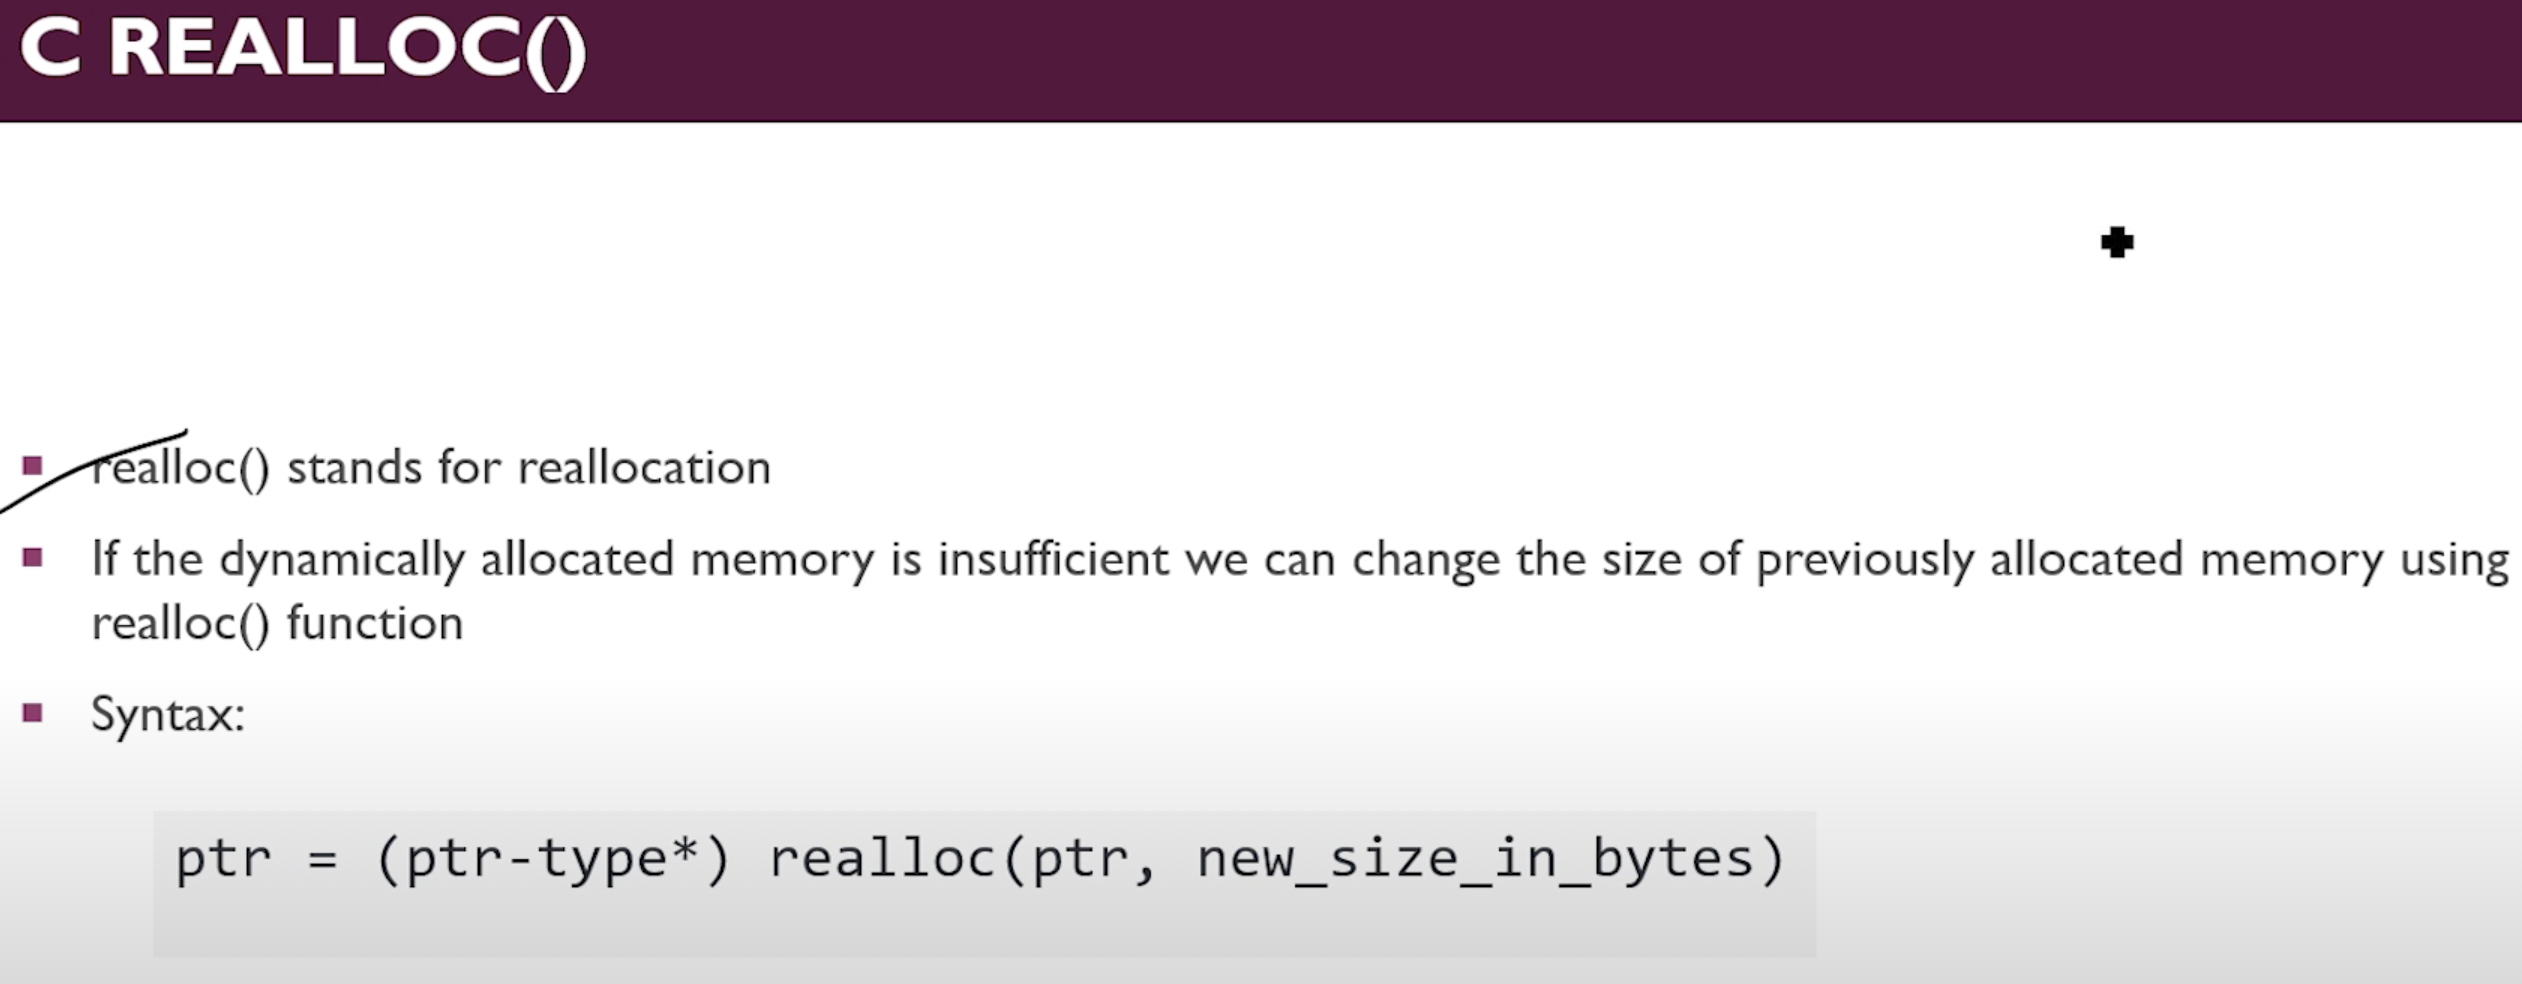 C REALLOC()
realloc() stands for reallocation
If the dynamically allocated memory is insufficient we can change the size of previously allocated memory using
realloc() function
Syntax:
ptr = (ptr-type*) realloc(ptr, new_size_in_bytes)